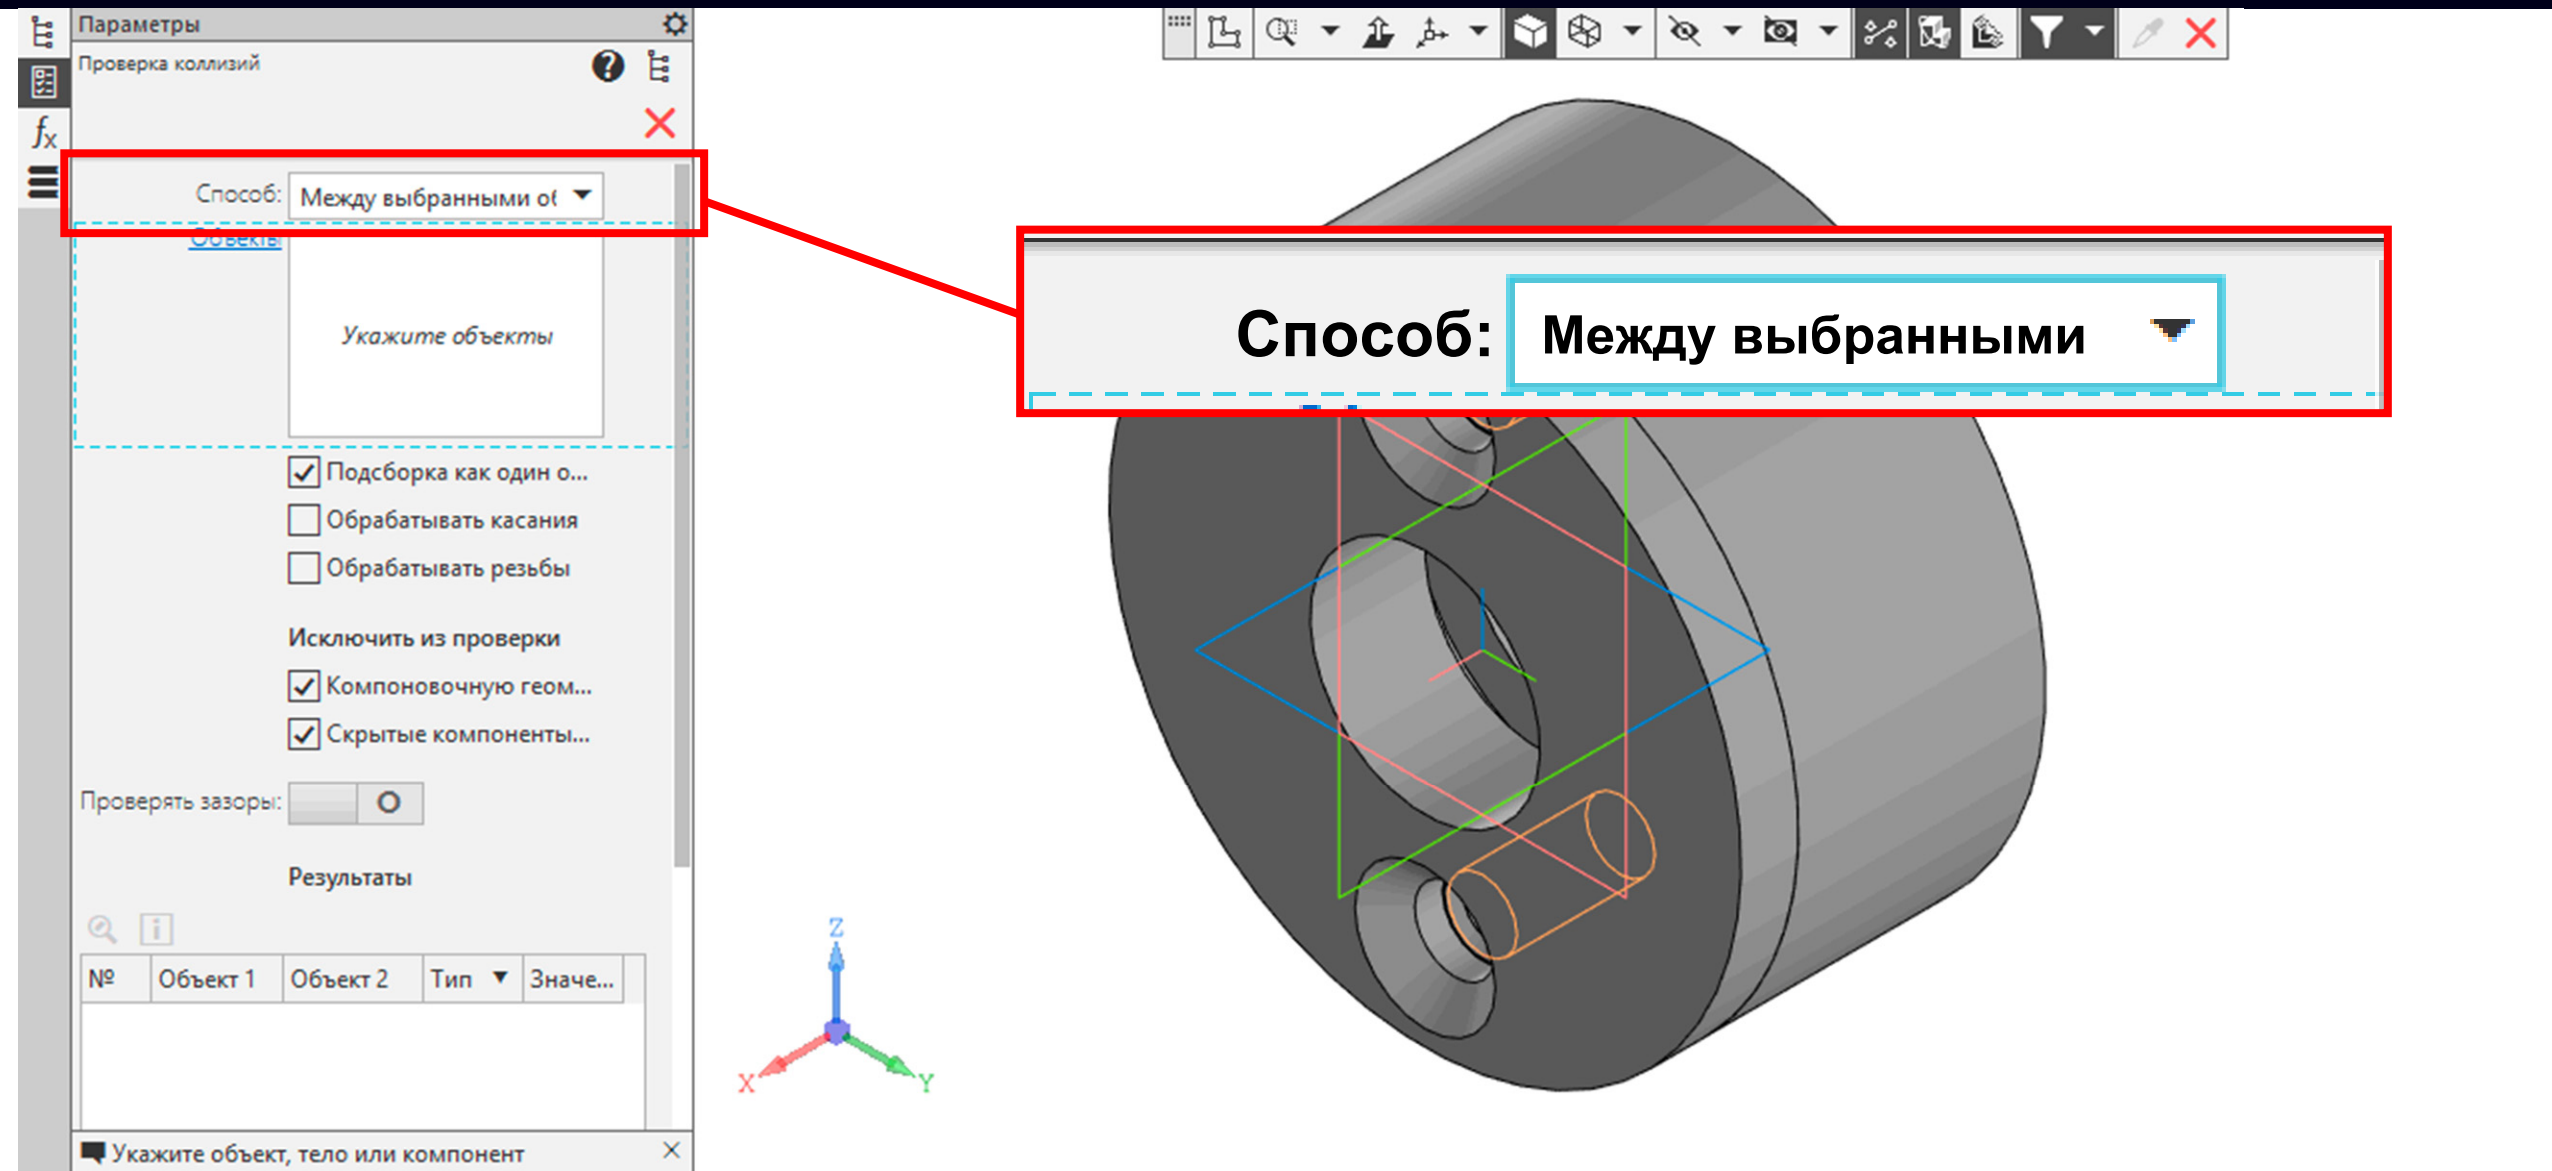 Параметры
Проверка коллизий
fx
Способ: Между выбранными об
Объекты
Укажите объекты
Подсборка как один о...
Обрабатывать касания
Обрабатывать резьбы
Исключить из проверки
Компоновочную геом...
Скрытые компоненты...
Проверять зазоры:
Результаты
№ Объект 1 Объект 2 Тип Значе...
Укажите объект, тело или компонент
Способ: Между выбранными
Z
X
Y